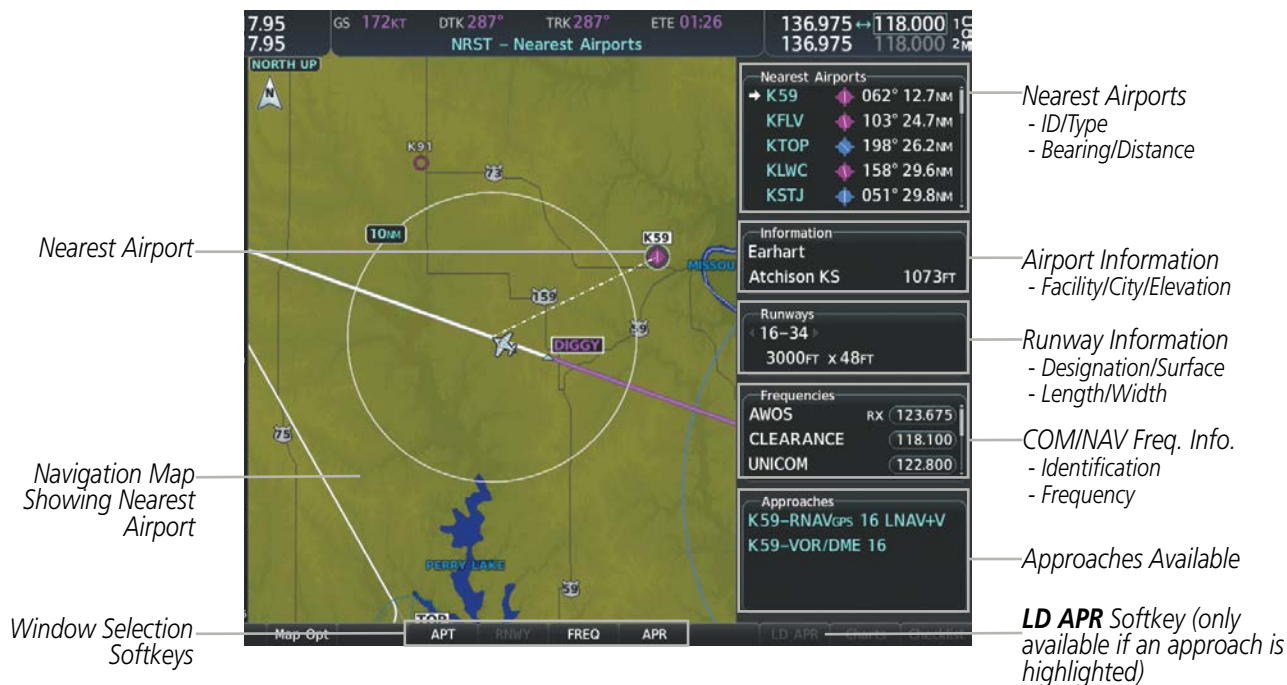 7.95
7.95
GS 172KT DTK 287° TRK 287° ETE 01:26
NRST – Nearest Airports
136.975 ↔ 118.000 1
136.975 118.000 2
NORTH UP
N
K91
73
10NM
K59
MISSOU
159
59
DIGGY
75
PERRY LAKE
59
TOP
Nearest Airports
K59 062° 12.7NM
KFLV 103° 24.7NM
KTOP 198° 26.2NM
KLWC 158° 29.6NM
KSTJ 051° 29.8NM
Information
Earhart
Atchison KS 1073FT
Runways
16–34
3000FT x 48FT
Frequencies
AWOS RX 123.675
CLEARANCE 118.100
UNICOM 122.800
Approaches
K59–RNAVGPS 16 LNAV+V
K59–VOR/DME 16
Map Opt APT RNWY FREQ APR LD APR Charts Checklist
Nearest Airport
Navigation Map
Showing Nearest
Airport
Window Selection
Softkeys
Nearest Airports
- ID/Type
- Bearing/Distance
Airport Information
- Facility/City/Elevation
Runway Information
- Designation/Surface
- Length/Width
COM/NAV Freq. Info.
- Identification
- Frequency
Approaches Available
LD APR Softkey (only
available if an approach is
highlighted)